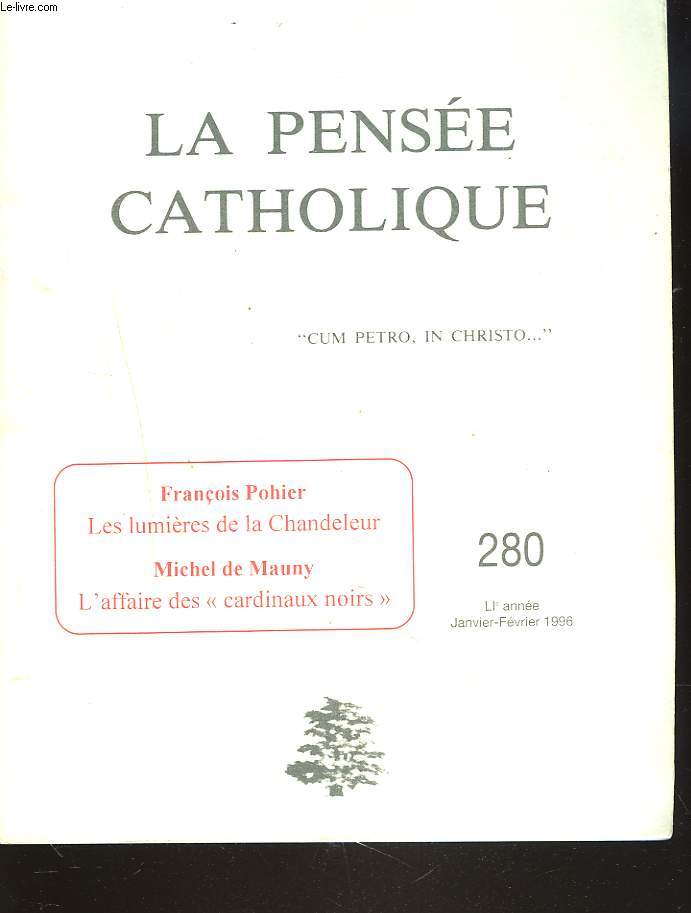 Le-livre.com
LA PENSÉE
CATHOLIQUE
“CUM PETRO, IN CHRISTO...”
François Pohier
Les lumières de la Chandeleur
Michel de Mauny
L’affaire des « cardinaux noirs »
280
LIe année
Janvier-Février 1996